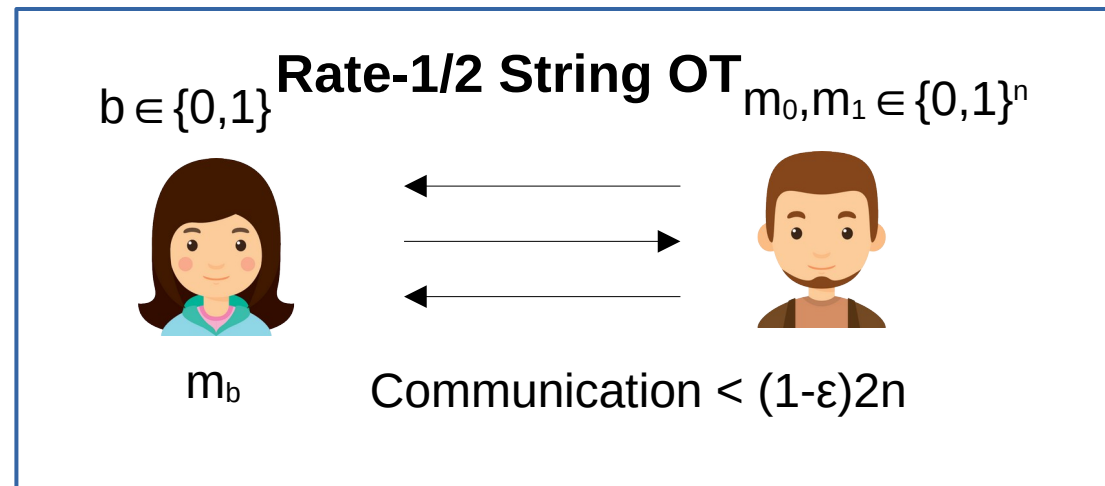 Rate-1/2 String OT
b ∈ {0,1}
m₀,m₁ ∈ {0,1}ⁿ
m_b
Communication < (1-ε)2n